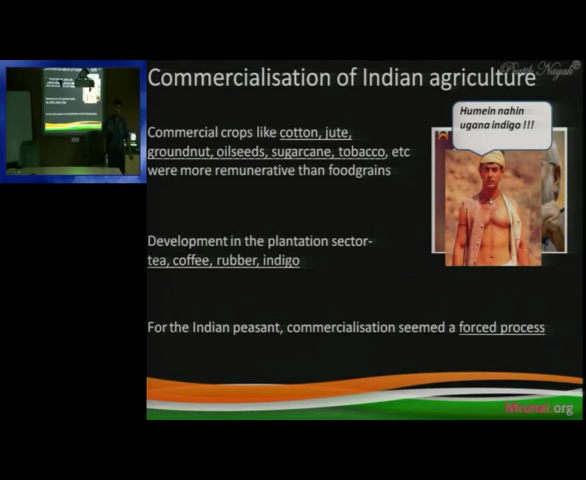 Commercialisation of Indian agriculture
Pratik Nayak
Humein nahin
ugana indigo !!!
Commercial crops like cotton, jute,
groundnut, oilseeds, sugarcane, tobacco, etc
were more remunerative than foodgrains
Development in the plantation sector-
tea, coffee, rubber, indigo
For the Indian peasant, commercialisation seemed a forced process
Mrunal.org